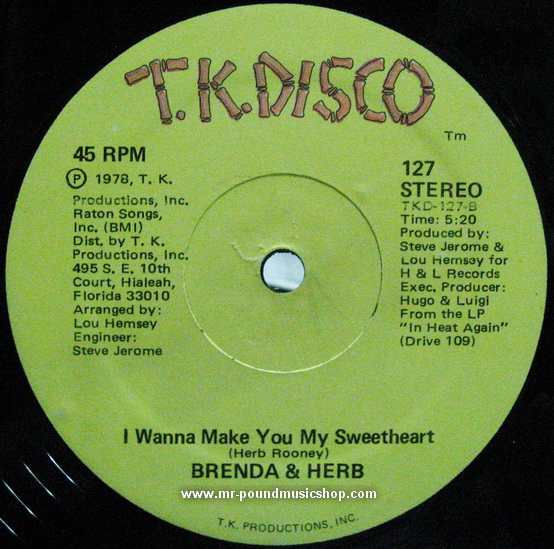 T.K. DISCO
Tm
45 RPM
℗ 1978, T. K.
Productions, Inc.
Raton Songs,
Inc. (BMI)
Dist. by T. K.
Productions, Inc.
495 S. E. 10th
Court, Hialeah,
Florida 33010
Arranged by:
Lou Hemsey
Engineer:
Steve Jerome
127
STEREO
TKD-127-B
Time: 5:20
Produced by:
Steve Jerome &
Lou Hemsey for
H & L Records
Exec. Producer:
Hugo & Luigi
From the LP
"In Heat Again"
(Drive 109)
I Wanna Make You My Sweetheart
(Herb Rooney)
BRENDA & HERB
www.mr-poundmusicshop.com
T.K. PRODUCTIONS, INC.